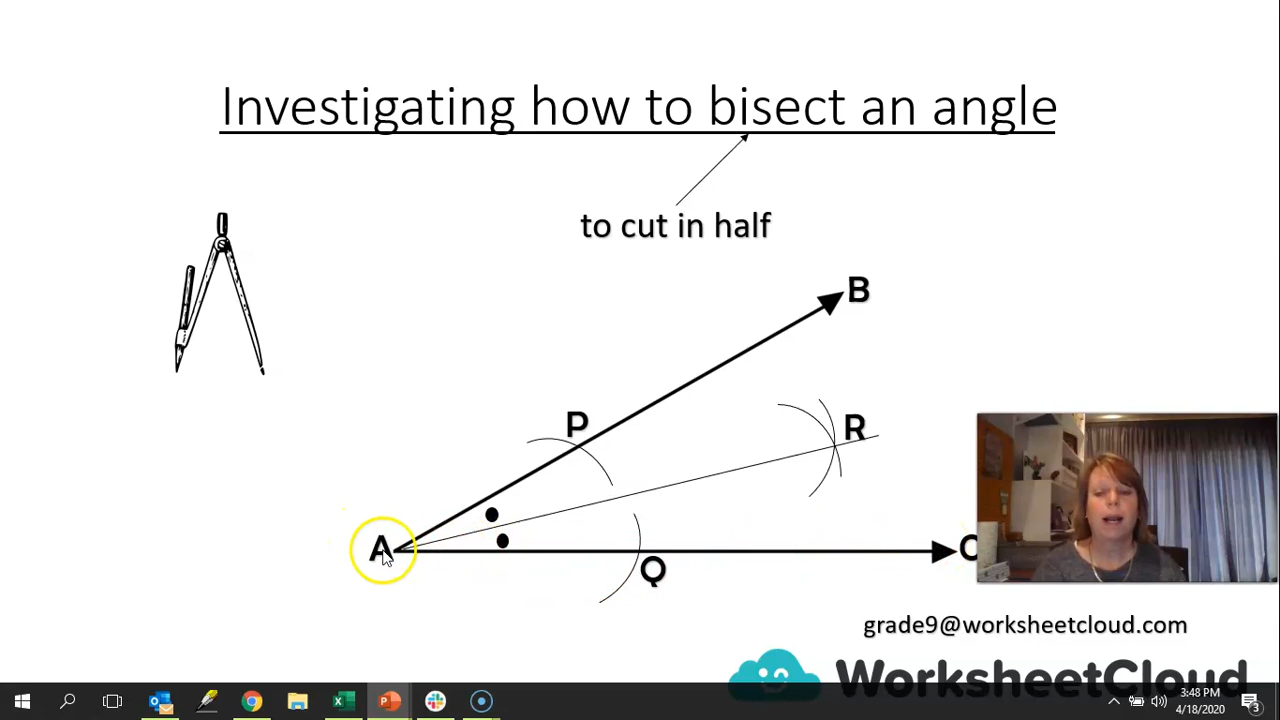 Investigating how to bisect an angle
to cut in half
B
P
R
A
C
Q
grade9@worksheetcloud.com
WorksheetCloud
3:48 PM
4/18/2020
3